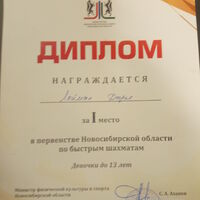 ДИПЛОМ
НАГРАЖДАЕТСЯ
за I место
в первенстве Новосибирской области
по быстрым шахматам
Девочки до 13 лет
Министр физической культуры и спорта
Новосибирской области
С.А. Ахапов